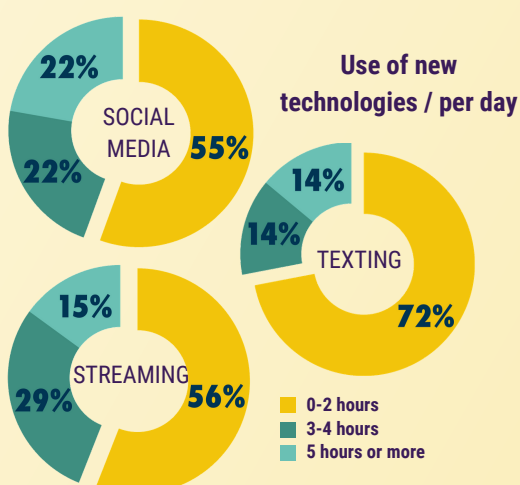 Use of new
technologies / per day
22%
SOCIAL
MEDIA
55%
22%
14%
14%
TEXTING
72%
15%
STREAMING
29%
56%
0-2 hours
3-4 hours
5 hours or more